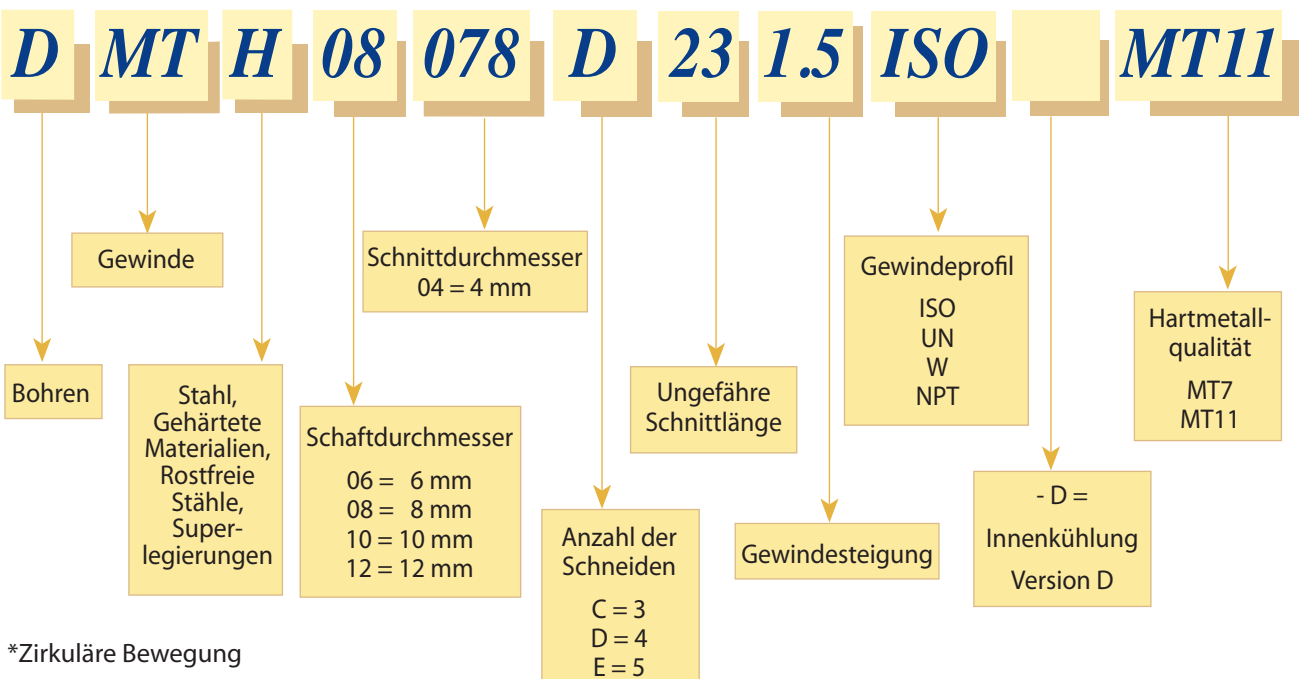 D MT H 08 078 D 23 1.5 ISO MT11
Bohren
Gewinde
Stahl,
Gehärtete
Materialien,
Rostfreie
Stähle,
Super-
legierungen
Schaftdurchmesser
06 = 6 mm
08 = 8 mm
10 = 10 mm
12 = 12 mm
Schnittdurchmesser
04 = 4 mm
Anzahl der
Schneiden
C = 3
D = 4
E = 5
Ungefähre
Schnittlänge
Gewindesteigung
Gewindeprofil
ISO
UN
W
NPT
- D =
Innenkühlung
Version D
Hartmetall-
qualität
MT7
MT11
*Zirkuläre Bewegung